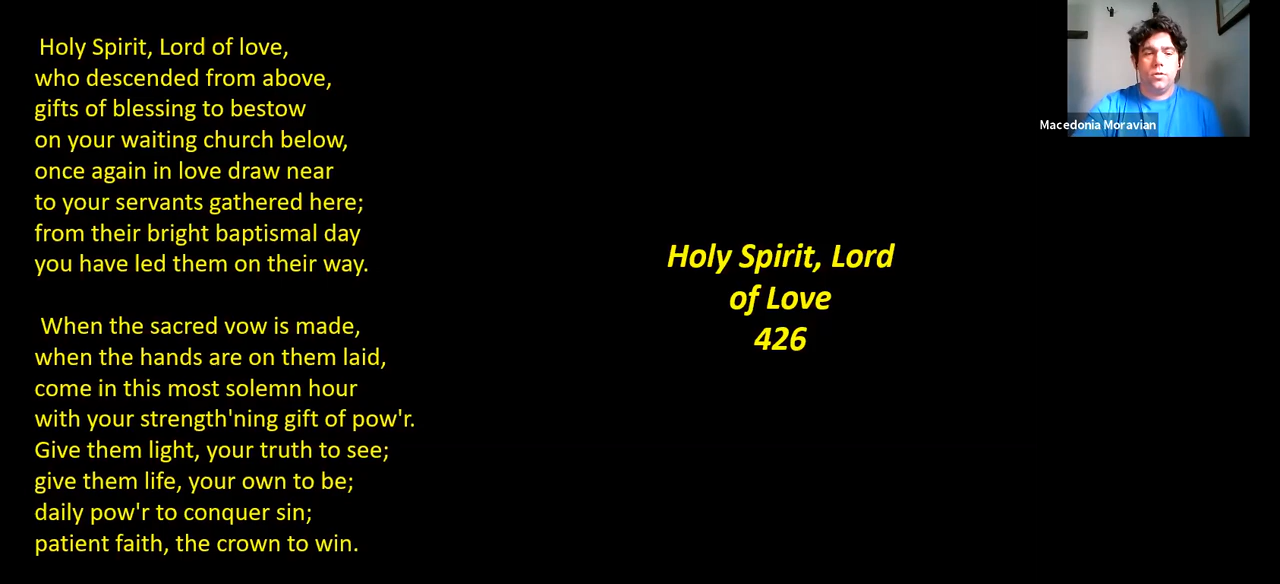 Holy Spirit, Lord of love,
who descended from above,
gifts of blessing to bestow
on your waiting church below,
once again in love draw near
to your servants gathered here;
from their bright baptismal day
you have led them on their way.
When the sacred vow is made,
when the hands are on them laid,
come in this most solemn hour
with your strength'ning gift of pow'r.
Give them light, your truth to see;
give them life, your own to be;
daily pow'r to conquer sin;
patient faith, the crown to win.
Holy Spirit, Lord
of Love
426
Macedonia Moravian